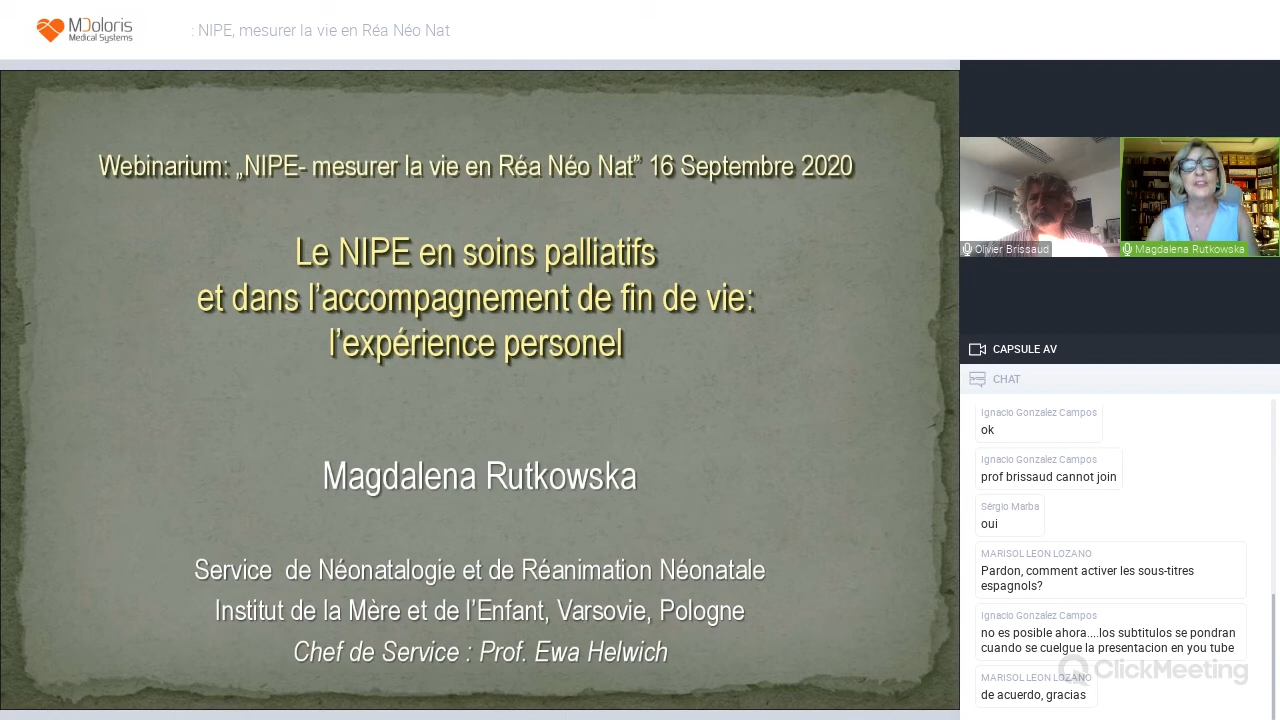 MDoloris
Medical Systems
: NIPE, mesurer la vie en Réa Néo Nat
Webinarium: „NIPE- mesurer la vie en Réa Néo Nat” 16 Septembre 2020
Le NIPE en soins palliatifs
et dans l’accompagnement de fin de vie:
l’expérience personel
Magdalena Rutkowska
Service de Néonatalogie et de Réanimation Néonatale
Institut de la Mère et de l’Enfant, Varsovie, Pologne
Chef de Service : Prof. Ewa Helwich
Olivier Brissaud
Magdalena Rutkowska
CAPSULE AV
CHAT
Ignacio Gonzalez Campos
ok
Ignacio Gonzalez Campos
prof brissaud cannot join
Sérgio Marba
oui
MARISOL LEON LOZANO
Pardon, comment activer les sous-titres
espagnols?
Ignacio Gonzalez Campos
no es posible ahora....los subtitulos se pondran
cuando se cuelgue la presentacion en you tube
MARISOL LEON LOZANO
de acuerdo, gracias
ClickMeeting